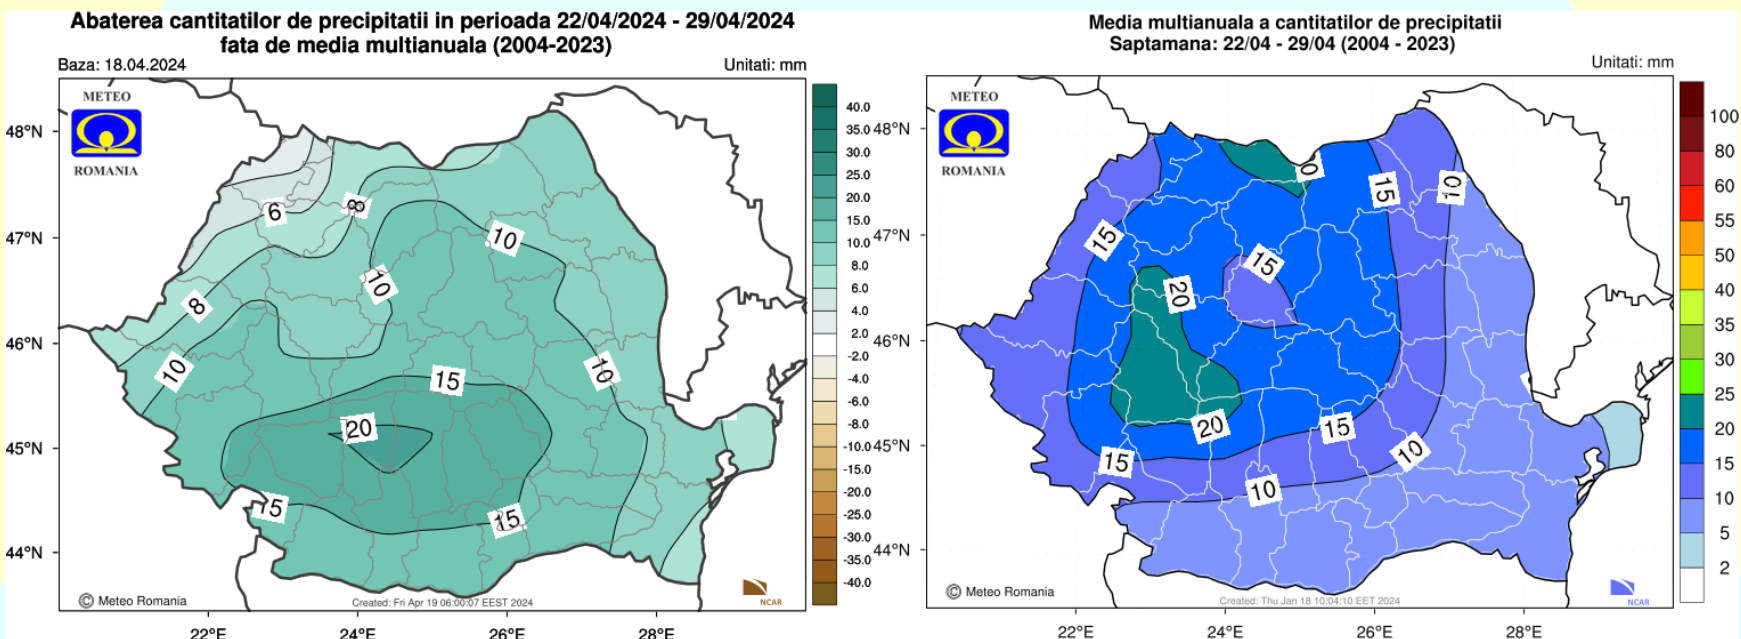 Abaterea cantitatilor de precipitatii in perioada 22/04/2024 - 29/04/2024
fata de media multianuala (2004-2023)
Baza: 18.04.2024
Unitati: mm
METEO
ROMANIA
48°N
47°N
46°N
45°N
44°N
22°E
24°E
26°E
28°E
6
8
10
10
8
10
10
15
20
15
15
© Meteo Romania
Created: Fri Apr 19 06:00:07 EEST 2024
NCAR
40.0
35.0
30.0
25.0
20.0
15.0
10.0
8.0
6.0
4.0
2.0
-2.0
-4.0
-6.0
-8.0
-10.0
-15.0
-20.0
-25.0
-30.0
-35.0
-40.0
Media multianuala a cantitatilor de precipitatii
Saptamana: 22/04 - 29/04 (2004 - 2023)
Unitati: mm
METEO
ROMANIA
48°N
47°N
46°N
45°N
44°N
22°E
24°E
26°E
28°E
0
15
10
15
15
20
20
15
15
10
10
© Meteo Romania
Created: Thu Jan 18 10:04:10 EET 2024
NCAR
100
80
60
55
50
40
35
30
25
20
15
10
5
2